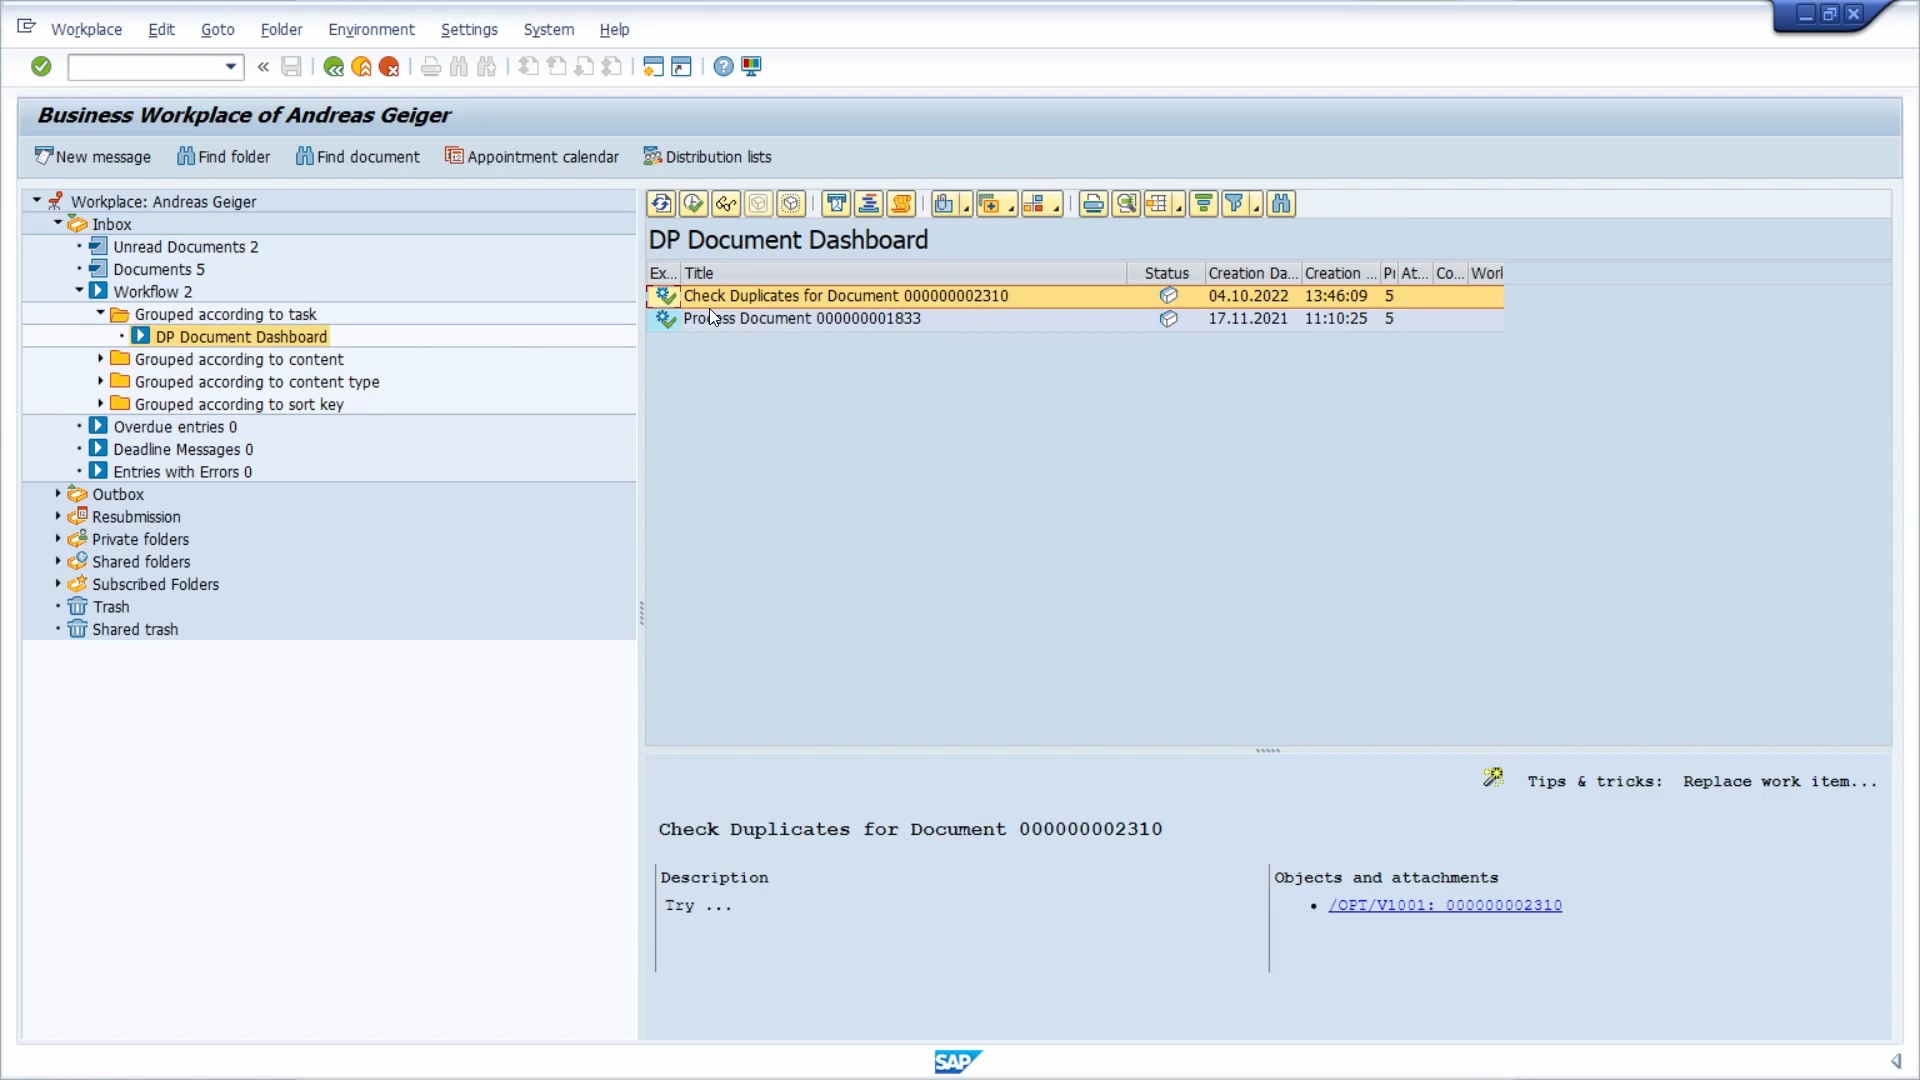 Workplace Edit Goto Folder Environment Settings System Help
Business Workplace of Andreas Geiger
New message Find folder Find document Appointment calendar Distribution lists
Workplace: Andreas Geiger
Inbox
Unread Documents 2
Documents 5
Workflow 2
Grouped according to task
DP Document Dashboard
Grouped according to content
Grouped according to content type
Grouped according to sort key
Overdue entries 0
Deadline Messages 0
Entries with Errors 0
Outbox
Resubmission
Private folders
Shared folders
Subscribed Folders
Trash
Shared trash
DP Document Dashboard
Ex... Title Status Creation Da... Creation ... Pr At... Co... Worl
Check Duplicates for Document 000000002310 04.10.2022 13:46:09 5
Process Document 000000001833 17.11.2021 11:10:25 5
Tips & tricks: Replace work item...
Check Duplicates for Document 000000002310
Description
Try ...
Objects and attachments
/OPT/V1001: 000000002310
SAP